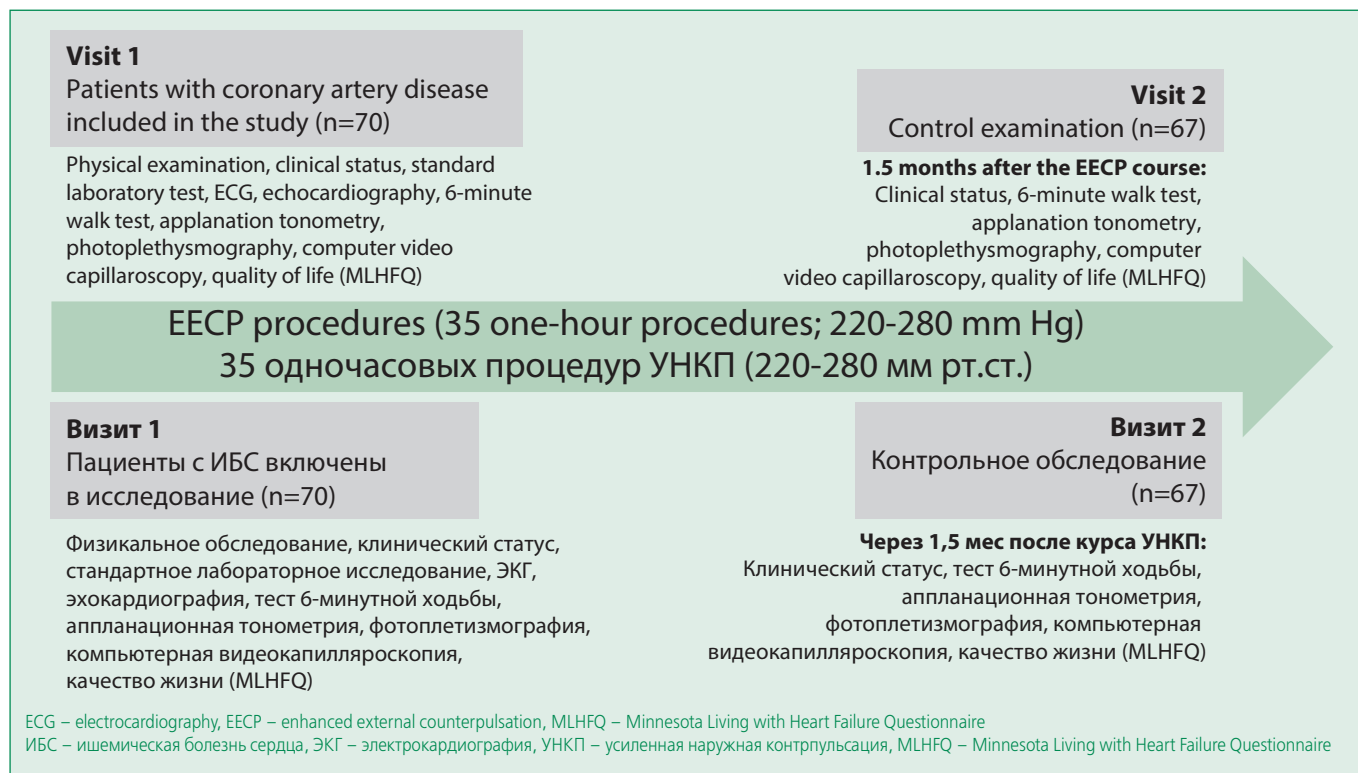 Visit 1
Patients with coronary artery disease
included in the study (n=70)
Physical examination, clinical status, standard
laboratory test, ECG, echocardiography, 6-minute
walk test, applanation tonometry,
photoplethysmography, computer video
capillaroscopy, quality of life (MLHFQ)
Visit 2
Control examination (n=67)
1.5 months after the EECP course:
Clinical status, 6-minute walk test,
applanation tonometry,
photoplethysmography, computer
video capillaroscopy, quality of life (MLHFQ)
EECP procedures (35 one-hour procedures; 220-280 mm Hg)
35 одночасовых процедур УНКП (220-280 мм рт.ст.)
Визит 1
Пациенты с ИБС включены
в исследование (n=70)
Физикальное обследование, клинический статус,
стандартное лабораторное исследование, ЭКГ,
эхокардиография, тест 6-минутной ходьбы,
аппланационная тонометрия, фотоплетизмография,
компьютерная видеокапилляроскопия,
качество жизни (MLHFQ)
Визит 2
Контрольное обследование
(n=67)
Через 1,5 мес после курса УНКП:
Клинический статус, тест 6-минутной ходьбы,
аппланационная тонометрия,
фотоплетизмография, компьютерная
видеокапилляроскопия, качество жизни (MLHFQ)
ECG – electrocardiography, EECP – enhanced external counterpulsation, MLHFQ – Minnesota Living with Heart Failure Questionnaire
ИБС – ишемическая болезнь сердца, ЭКГ – электрокардиография, УНКП – усиленная наружная контрпульсация, MLHFQ – Minnesota Living with Heart Failure Questionnaire